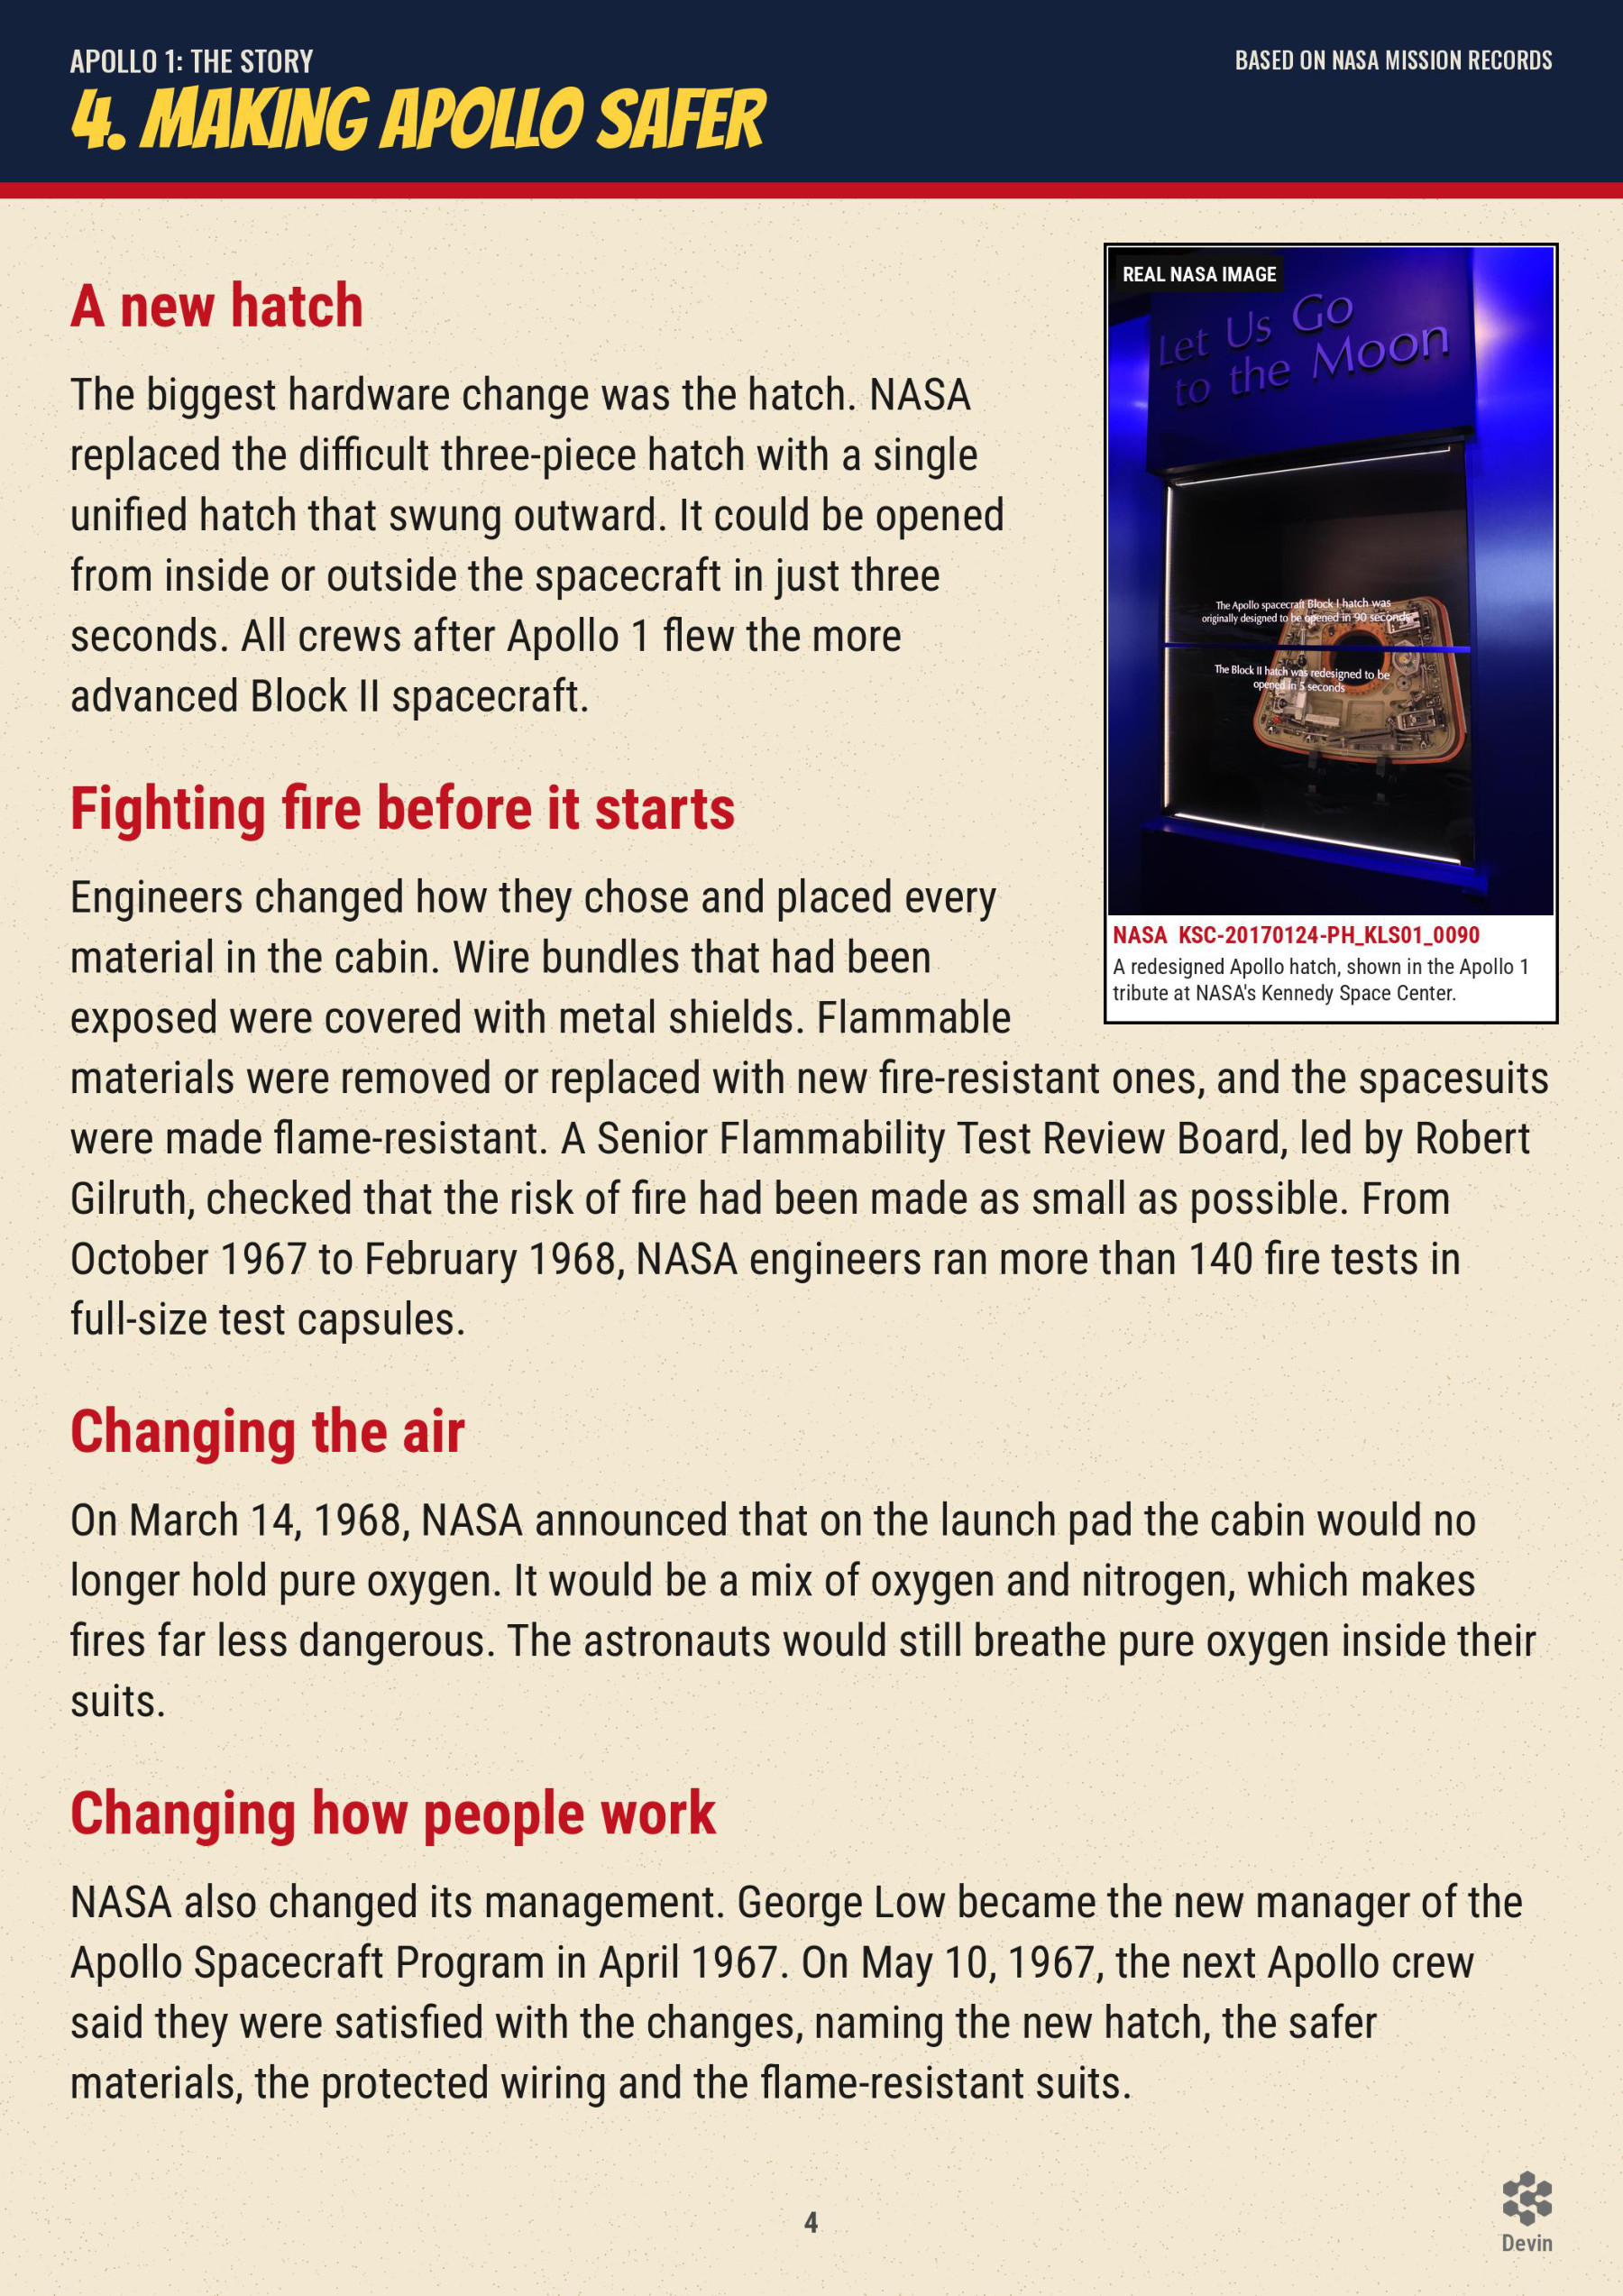 APOLLO 1: THE STORY
BASED ON NASA MISSION RECORDS
4. MAKING APOLLO SAFER
A new hatch
The biggest hardware change was the hatch. NASA
replaced the difficult three-piece hatch with a single
unified hatch that swung outward. It could be opened
from inside or outside the spacecraft in just three
seconds. All crews after Apollo 1 flew the more
advanced Block II spacecraft.
REAL NASA IMAGE
Let Us Go
to the Moon
The Apollo spacecraft Block I hatch was
originally designed to be opened in 90 seconds
The Block II hatch was redesigned to be
opened in 5 seconds
NASA KSC-20170124-PH_KLS01_0090
A redesigned Apollo hatch, shown in the Apollo 1
tribute at NASA's Kennedy Space Center.
Fighting fire before it starts
Engineers changed how they chose and placed every
material in the cabin. Wire bundles that had been
exposed were covered with metal shields. Flammable
materials were removed or replaced with new fire-resistant ones, and the spacesuits
were made flame-resistant. A Senior Flammability Test Review Board, led by Robert
Gilruth, checked that the risk of fire had been made as small as possible. From
October 1967 to February 1968, NASA engineers ran more than 140 fire tests in
full-size test capsules.
Changing the air
On March 14, 1968, NASA announced that on the launch pad the cabin would no
longer hold pure oxygen. It would be a mix of oxygen and nitrogen, which makes
fires far less dangerous. The astronauts would still breathe pure oxygen inside their
suits.
Changing how people work
NASA also changed its management. George Low became the new manager of the
Apollo Spacecraft Program in April 1967. On May 10, 1967, the next Apollo crew
said they were satisfied with the changes, naming the new hatch, the safer
materials, the protected wiring and the flame-resistant suits.
4
Devin